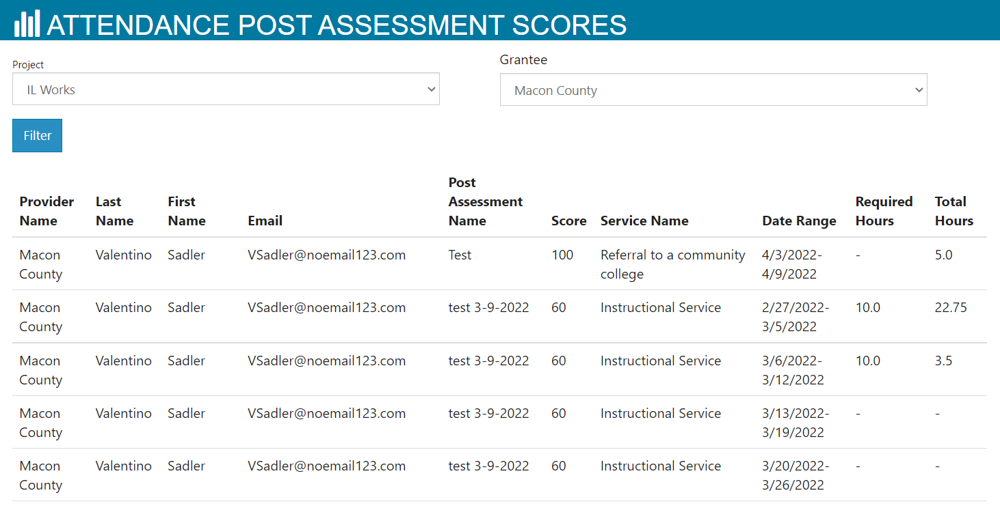 ATTENDANCE POST ASSESSMENT SCORES
Project
Grantee
IL Works
Macon County
Filter
Provider Name Last Name First Name Email Post Assessment Name Score Service Name Date Range Required Hours Total Hours
Macon County Valentino Sadler VSadler@noemail123.com Test 100 Referral to a community college 4/3/2022-4/9/2022 - 5.0
Macon County Valentino Sadler VSadler@noemail123.com test 3-9-2022 60 Instructional Service 2/27/2022-3/5/2022 10.0 22.75
Macon County Valentino Sadler VSadler@noemail123.com test 3-9-2022 60 Instructional Service 3/6/2022-3/12/2022 10.0 3.5
Macon County Valentino Sadler VSadler@noemail123.com test 3-9-2022 60 Instructional Service 3/13/2022-3/19/2022 - -
Macon County Valentino Sadler VSadler@noemail123.com test 3-9-2022 60 Instructional Service 3/20/2022-3/26/2022 - -